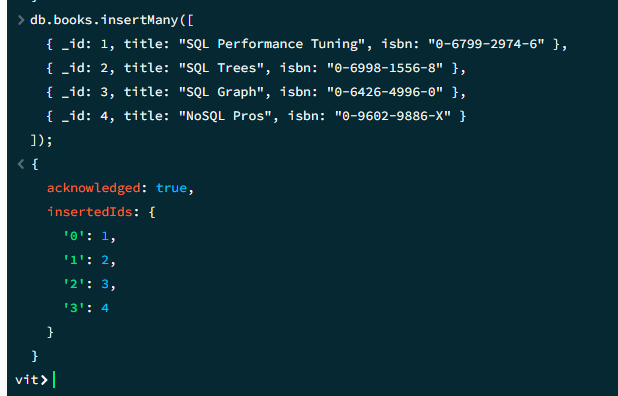 > db.books.insertMany([
{ _id: 1, title: "SQL Performance Tuning", isbn: "0-6799-2974-6" },
{ _id: 2, title: "SQL Trees", isbn: "0-6998-1556-8" },
{ _id: 3, title: "SQL Graph", isbn: "0-6426-4996-0" },
{ _id: 4, title: "NoSQL Pros", isbn: "0-9602-9886-X" }
]);
< {
acknowledged: true,
insertedIds: {
'0': 1,
'1': 2,
'2': 3,
'3': 4
}
}
vit>